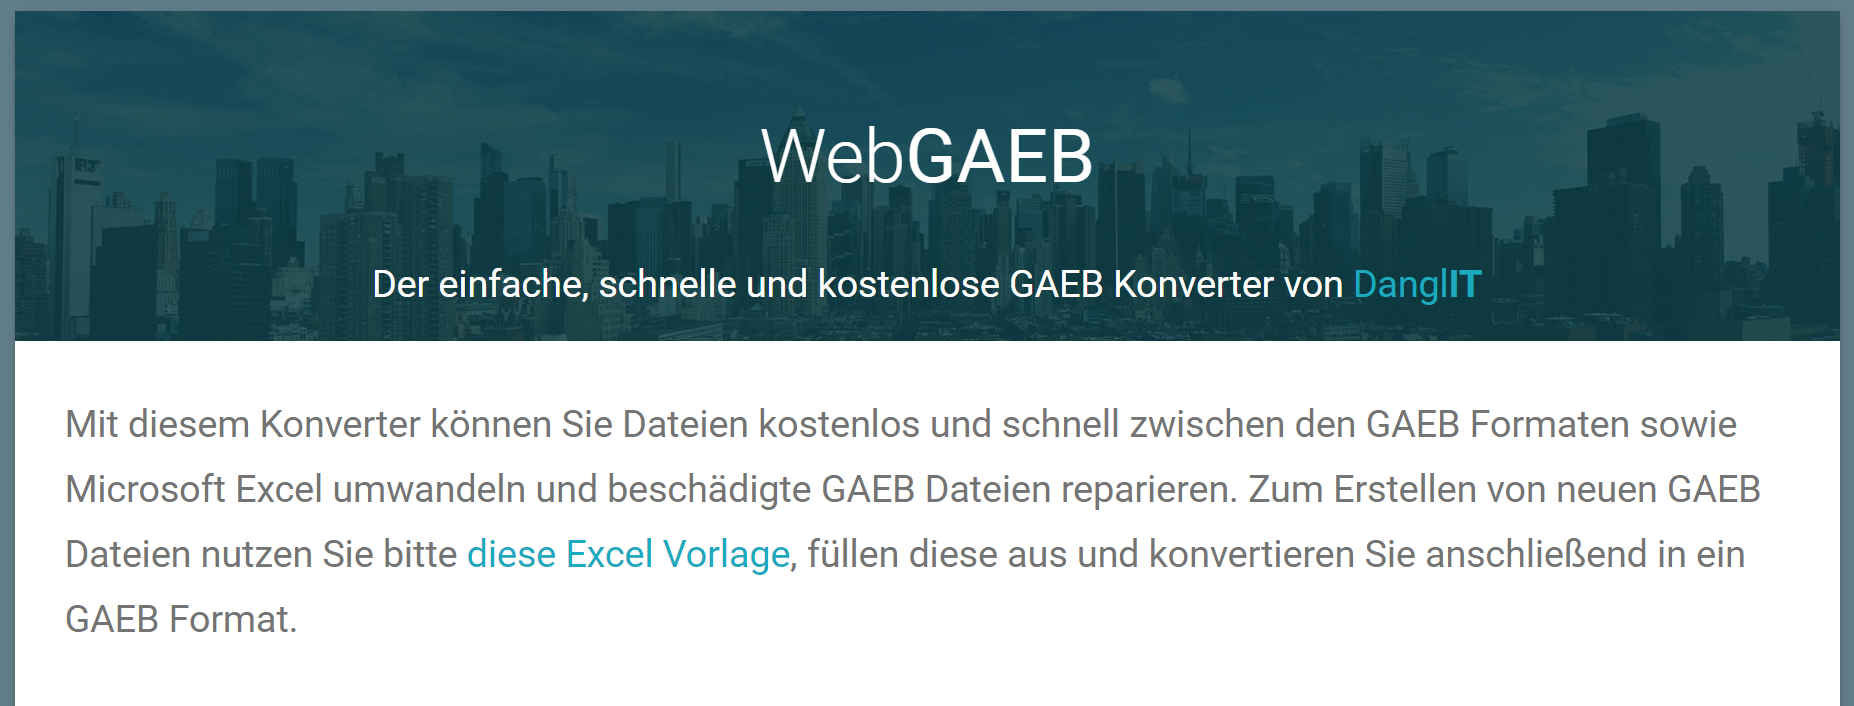 WebGAEB
Der einfache, schnelle und kostenlose GAEB Konverter von DanglIT
Mit diesem Konverter können Sie Dateien kostenlos und schnell zwischen den GAEB Formaten sowie
Microsoft Excel umwandeln und beschädigte GAEB Dateien reparieren. Zum Erstellen von neuen GAEB
Dateien nutzen Sie bitte diese Excel Vorlage, füllen diese aus und konvertieren Sie anschließend in ein
GAEB Format.